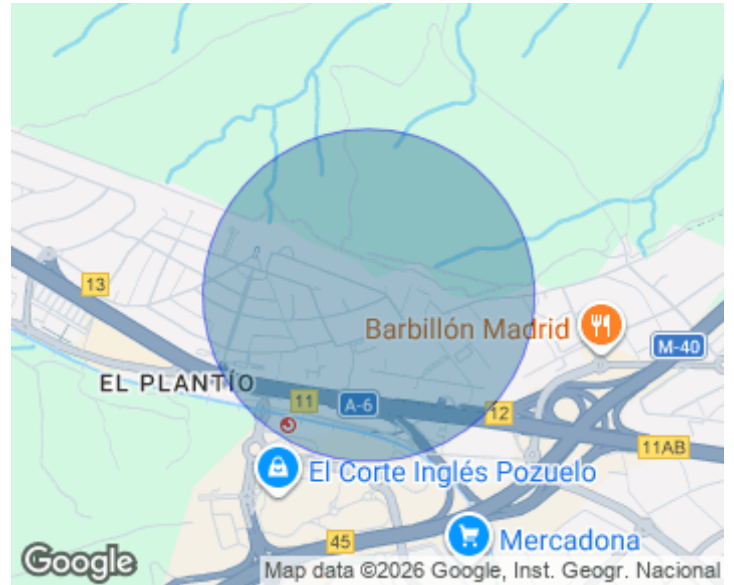 13
Barbillón Madrid
M-40
EL PLANTÍO
11
A-6
12
11AB
El Corte Inglés Pozuelo
45
Mercadona
Google
Map data ©2026 Google, Inst. Geogr. Nacional